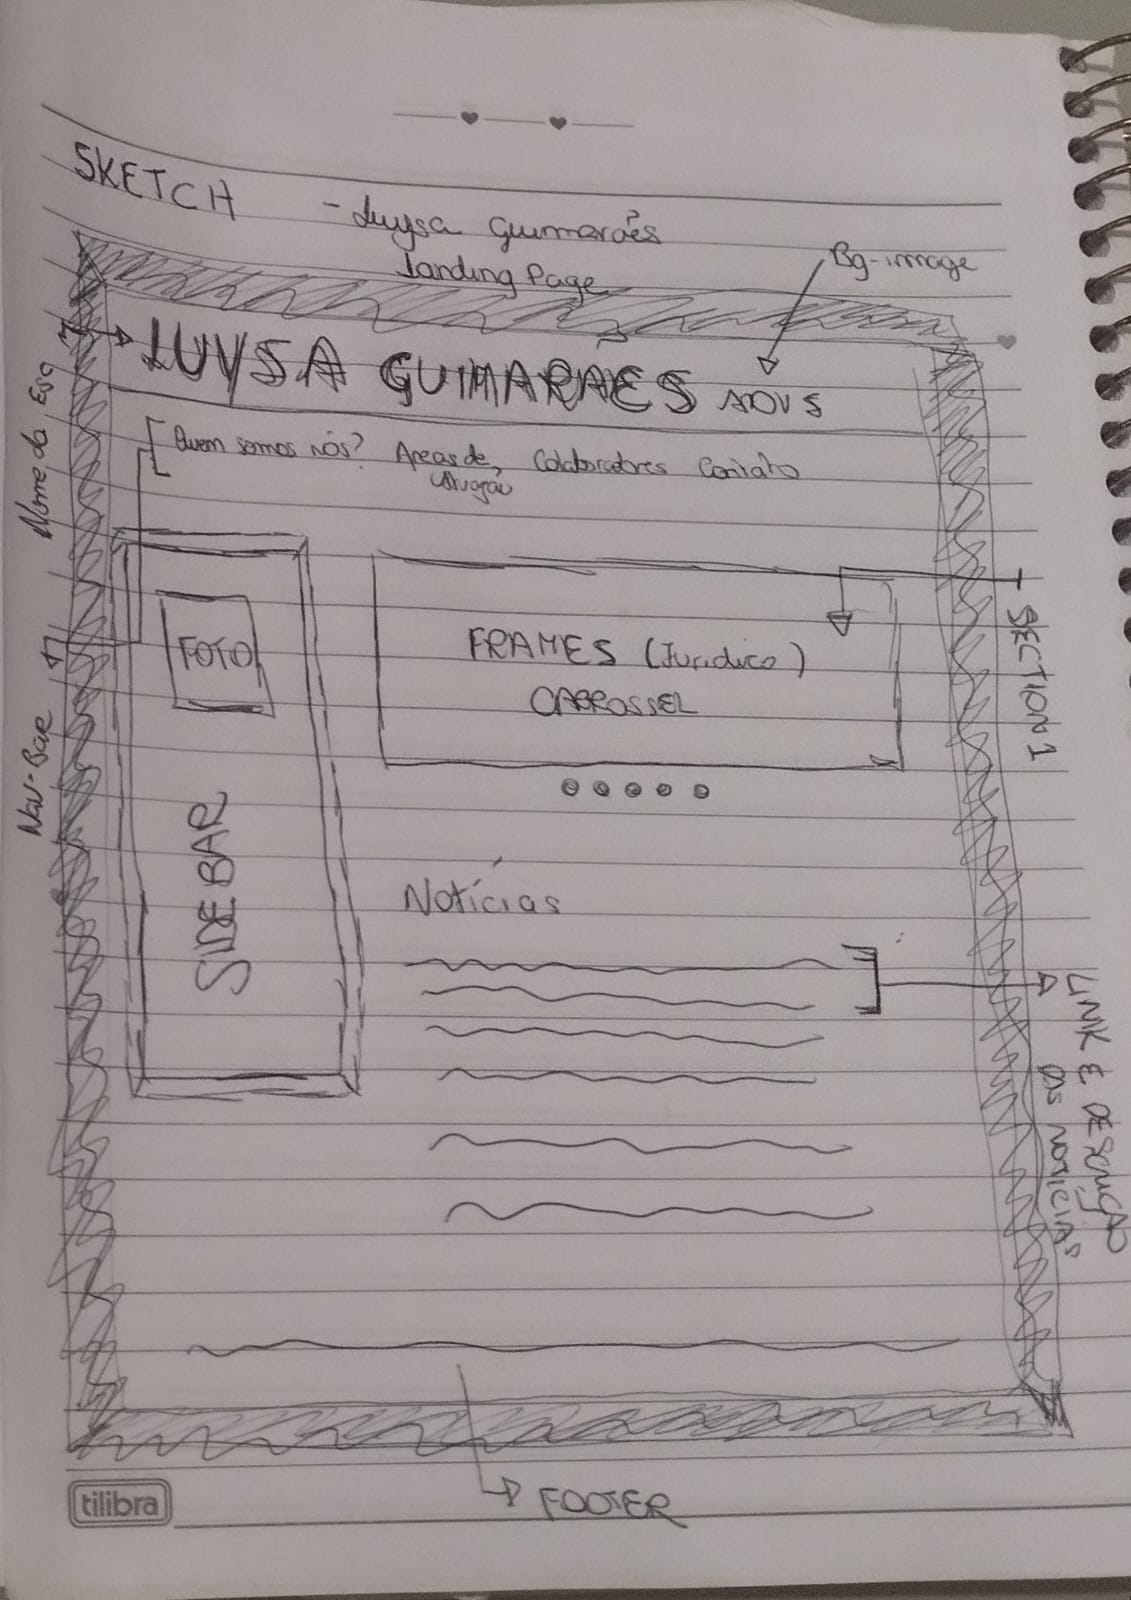 SKETCH - Luysa Guimarães
Landing Page
Bg-image
LUYSA GUIMARÃES ADVS
Nome do Esc
Quem somos nós? Areas de atuação Colaboradores Contato
Nav-Bar
FOTO
SIDE BAR
FRAMES (Juridico)
CARROSSEL
SECTION 1
Notícias
LINK E DESCRIÇÃO
DAS NOTICIAS
FOOTER
tilibra